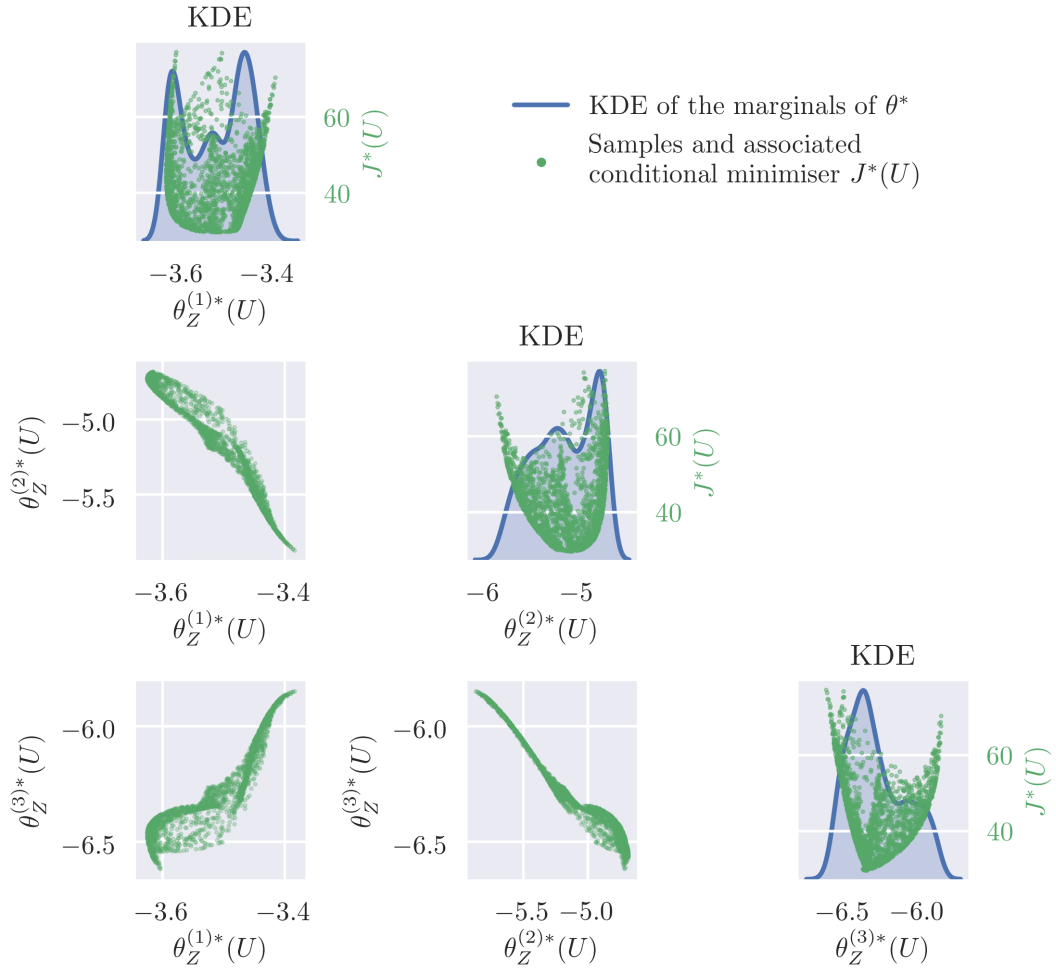 KDE
60
40
J*(U)
−3.6 −3.4
θ_Z^{(1)*}(U)
KDE of the marginals of θ*
Samples and associated
conditional minimiser J*(U)
−5.0
−5.5
θ_Z^{(2)*}(U)
−3.6 −3.4
θ_Z^{(1)*}(U)
KDE
60
40
J*(U)
−6 −5
θ_Z^{(2)*}(U)
−6.0
−6.5
θ_Z^{(3)*}(U)
−3.6 −3.4
θ_Z^{(1)*}(U)
−6.0
−6.5
θ_Z^{(3)*}(U)
−5.5 −5.0
θ_Z^{(2)*}(U)
KDE
60
40
J*(U)
−6.5 −6.0
θ_Z^{(3)*}(U)